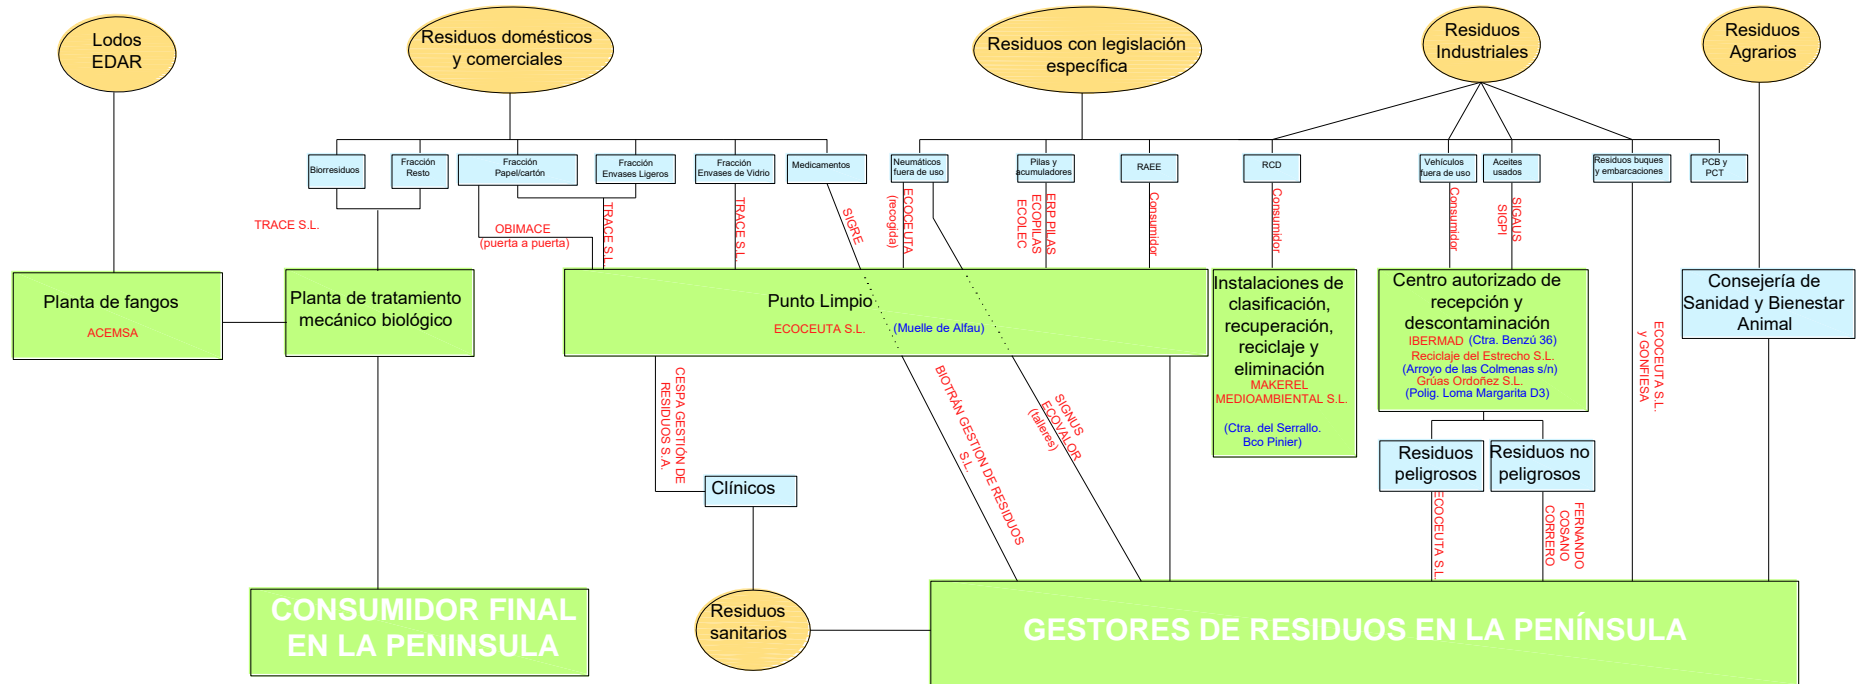 Lodos
EDAR
Residuos domésticos
y comerciales
Residuos con legislación
específica
Residuos
Industriales
Residuos
Agrarios
Biorresiduos
Fracción
Resto
Fracción
Papel/cartón
Fracción
Envases Ligeros
Fracción
Envases de Vidrio
Medicamentos
Neumáticos
fuera de uso
Pilas y
acumuladores
RAEE
RCD
Vehículos
fuera de uso
Aceites
usados
Residuos buques
y embarcaciones
PCB y
PCT
TRACE S.L.
OBIMACE
(puerta a puerta)
TRACE S.L.
TRACE S.L.
SIGRE
ECOCEUTA
(recogida)
ERP PILAS
ECOPILAS
ECOLEC
Consumidor
Consumidor
Consumidor
SIGAUS
SIGPI
Planta de fangos
ACEMSA
Planta de tratamiento
mecánico biológico
Punto Limpio
ECOCEUTA S.L.
(Muelle de Alfau)
Instalaciones de
clasificación,
recuperación,
reciclaje y
eliminación
MAKEREL
MEDIOAMBIENTAL S.L.
(Ctra. del Serrallo.
Bco Pinier)
Centro autorizado de
recepción y
descontaminación
IBERMAD (Ctra. Benzú 36)
Reciclaje del Estrecho S.L.
(Arroyo de las Colmenas s/n)
Grúas Ordoñez S.L.
(Polig. Loma Margarita D3)
ECOCEUTA S.L.
y GONFIESA
Consejería de
Sanidad y Bienestar
Animal
CESPA GESTIÓN DE
RESIDUOS S.A.
BIOTRÁN GESTION DE RESIDUOS
S.L.
SIGNUS
ECOVALOR
(talleres)
Clínicos
Residuos
peligrosos
Residuos no
peligrosos
ECOCEUTA S.L.
FERNANDO
COSANO
CORRERO
CONSUMIDOR FINAL
EN LA PENINSULA
Residuos
sanitarios
GESTORES DE RESIDUOS EN LA PENÍNSULA